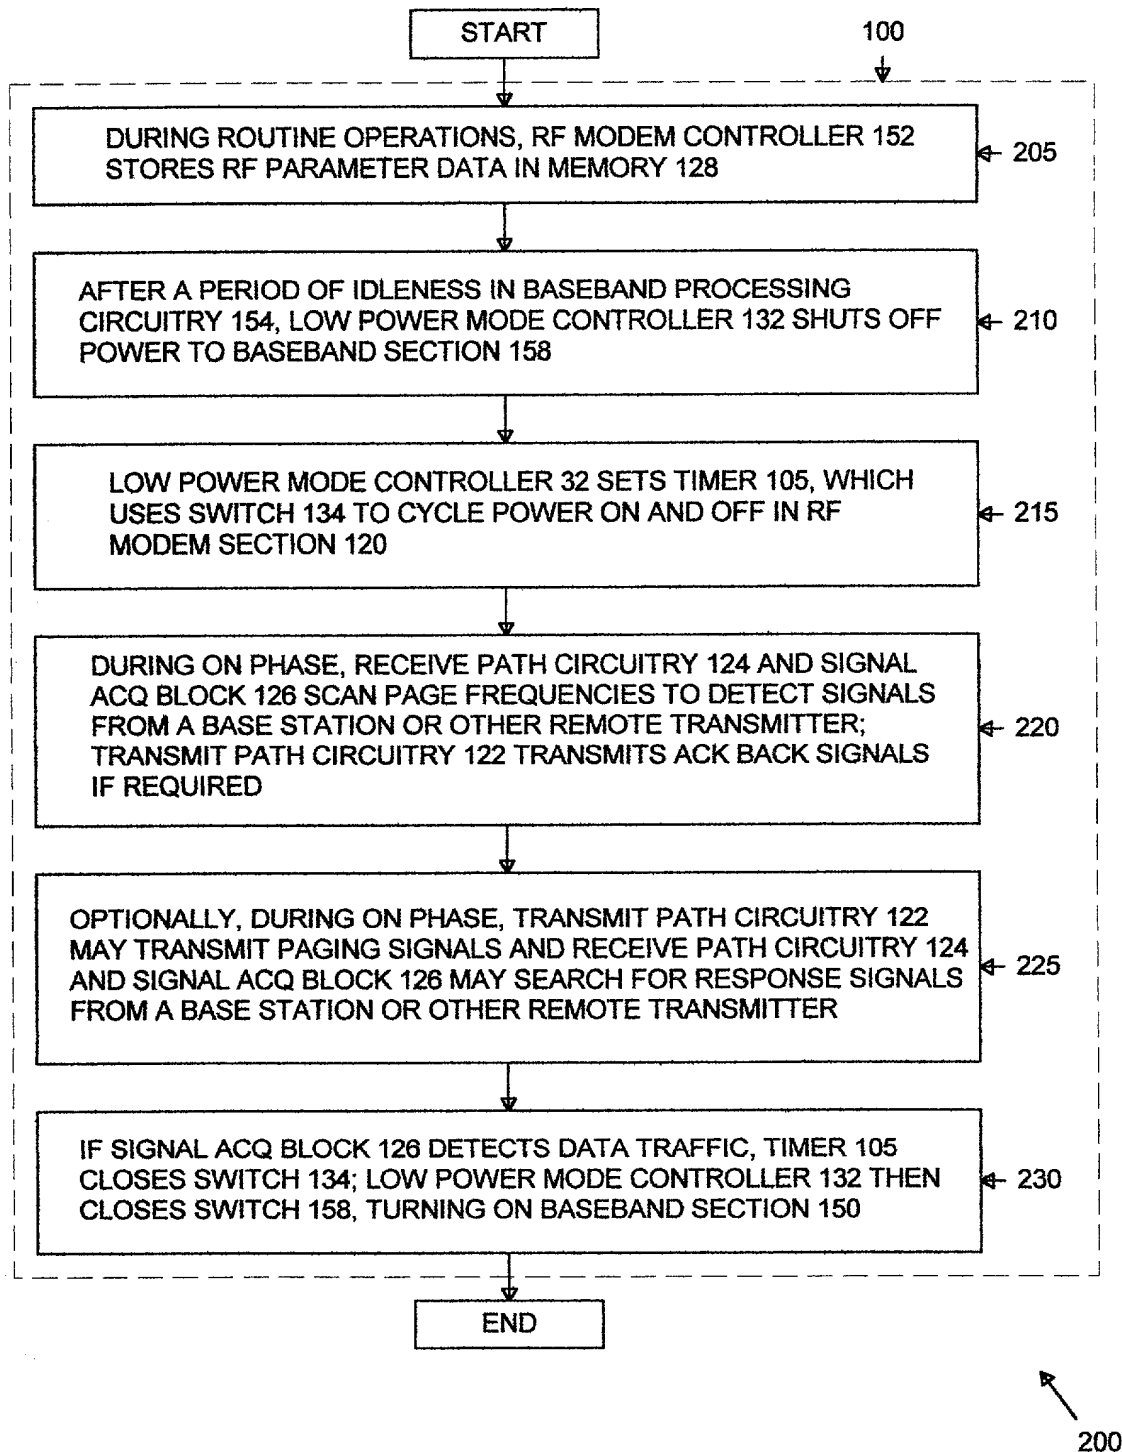 START
100
DURING ROUTINE OPERATIONS, RF MODEM CONTROLLER 152
STORES RF PARAMETER DATA IN MEMORY 128
205
AFTER A PERIOD OF IDLENESS IN BASEBAND PROCESSING
CIRCUITRY 154, LOW POWER MODE CONTROLLER 132 SHUTS OFF
POWER TO BASEBAND SECTION 158
210
LOW POWER MODE CONTROLLER 32 SETS TIMER 105, WHICH
USES SWITCH 134 TO CYCLE POWER ON AND OFF IN RF
MODEM SECTION 120
215
DURING ON PHASE, RECEIVE PATH CIRCUITRY 124 AND SIGNAL
ACQ BLOCK 126 SCAN PAGE FREQUENCIES TO DETECT SIGNALS
FROM A BASE STATION OR OTHER REMOTE TRANSMITTER;
TRANSMIT PATH CIRCUITRY 122 TRANSMITS ACK BACK SIGNALS
IF REQUIRED
220
OPTIONALLY, DURING ON PHASE, TRANSMIT PATH CIRCUITRY 122
MAY TRANSMIT PAGING SIGNALS AND RECEIVE PATH CIRCUITRY 124
AND SIGNAL ACQ BLOCK 126 MAY SEARCH FOR RESPONSE SIGNALS
FROM A BASE STATION OR OTHER REMOTE TRANSMITTER
225
IF SIGNAL ACQ BLOCK 126 DETECTS DATA TRAFFIC, TIMER 105
CLOSES SWITCH 134; LOW POWER MODE CONTROLLER 132 THEN
CLOSES SWITCH 158, TURNING ON BASEBAND SECTION 150
230
END
200